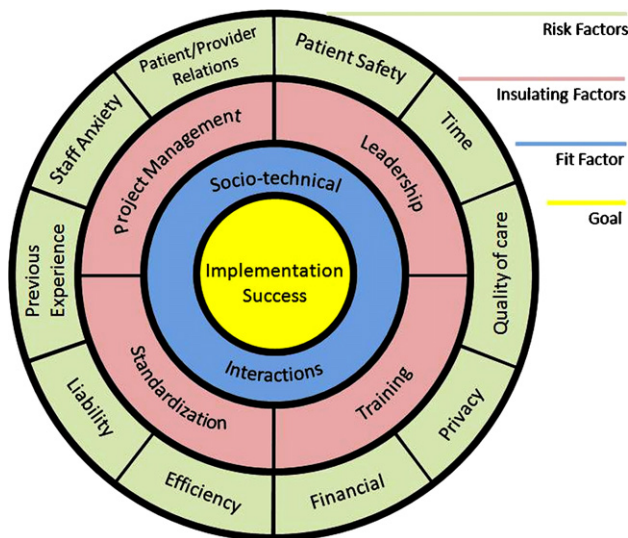 Risk Factors
Insulating Factors
Fit Factor
Goal
Patient/Provider
Relations
Patient Safety
Time
Quality of care
Privacy
Financial
Efficiency
Liability
Previous
Experience
Staff Anxiety
Project Management
Leadership
Training
Standardization
Socio-technical
Interactions
Implementation
Success